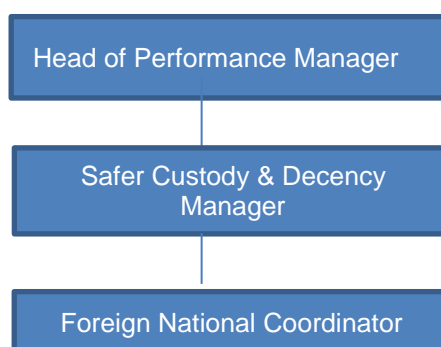 Head of Performance Manager
Safer Custody & Decency
Manager
Foreign National Coordinator